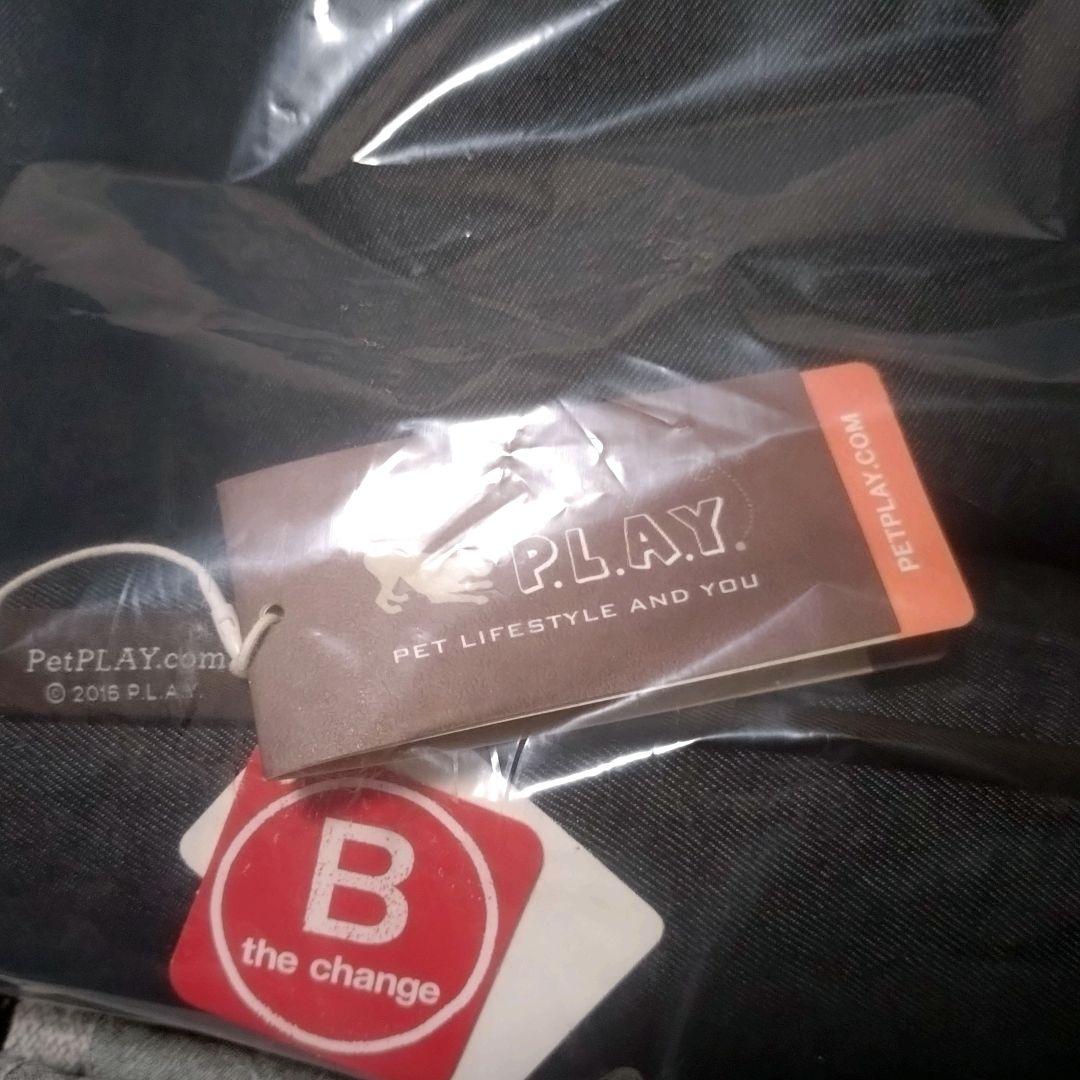 P.L.A.Y.
PET LIFESTYLE AND YOU
PETPLAY.COM
PetPLAY.com
© 2016 P.L.A.Y.
B
the change